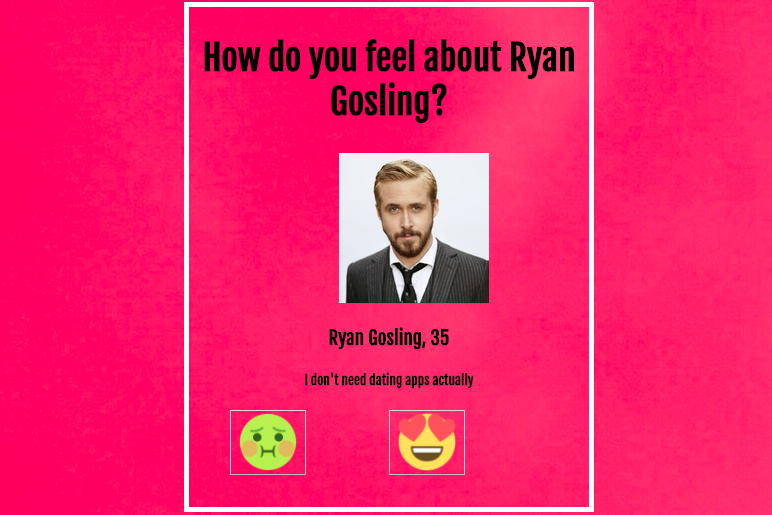 How do you feel about Ryan
Gosling?
Ryan Gosling, 35
I don't need dating apps actually